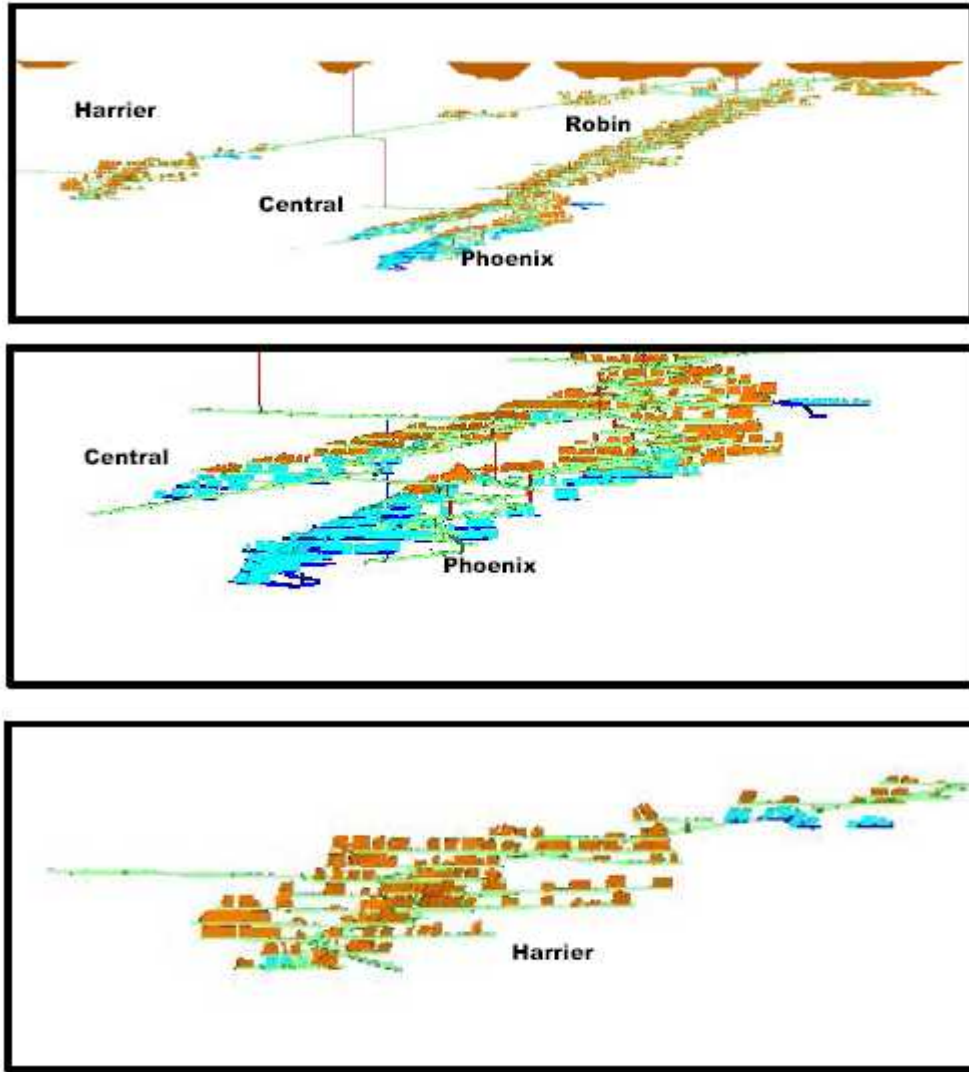 Harrier
Robin
Central
Phoenix
Central
Phoenix
Harrier